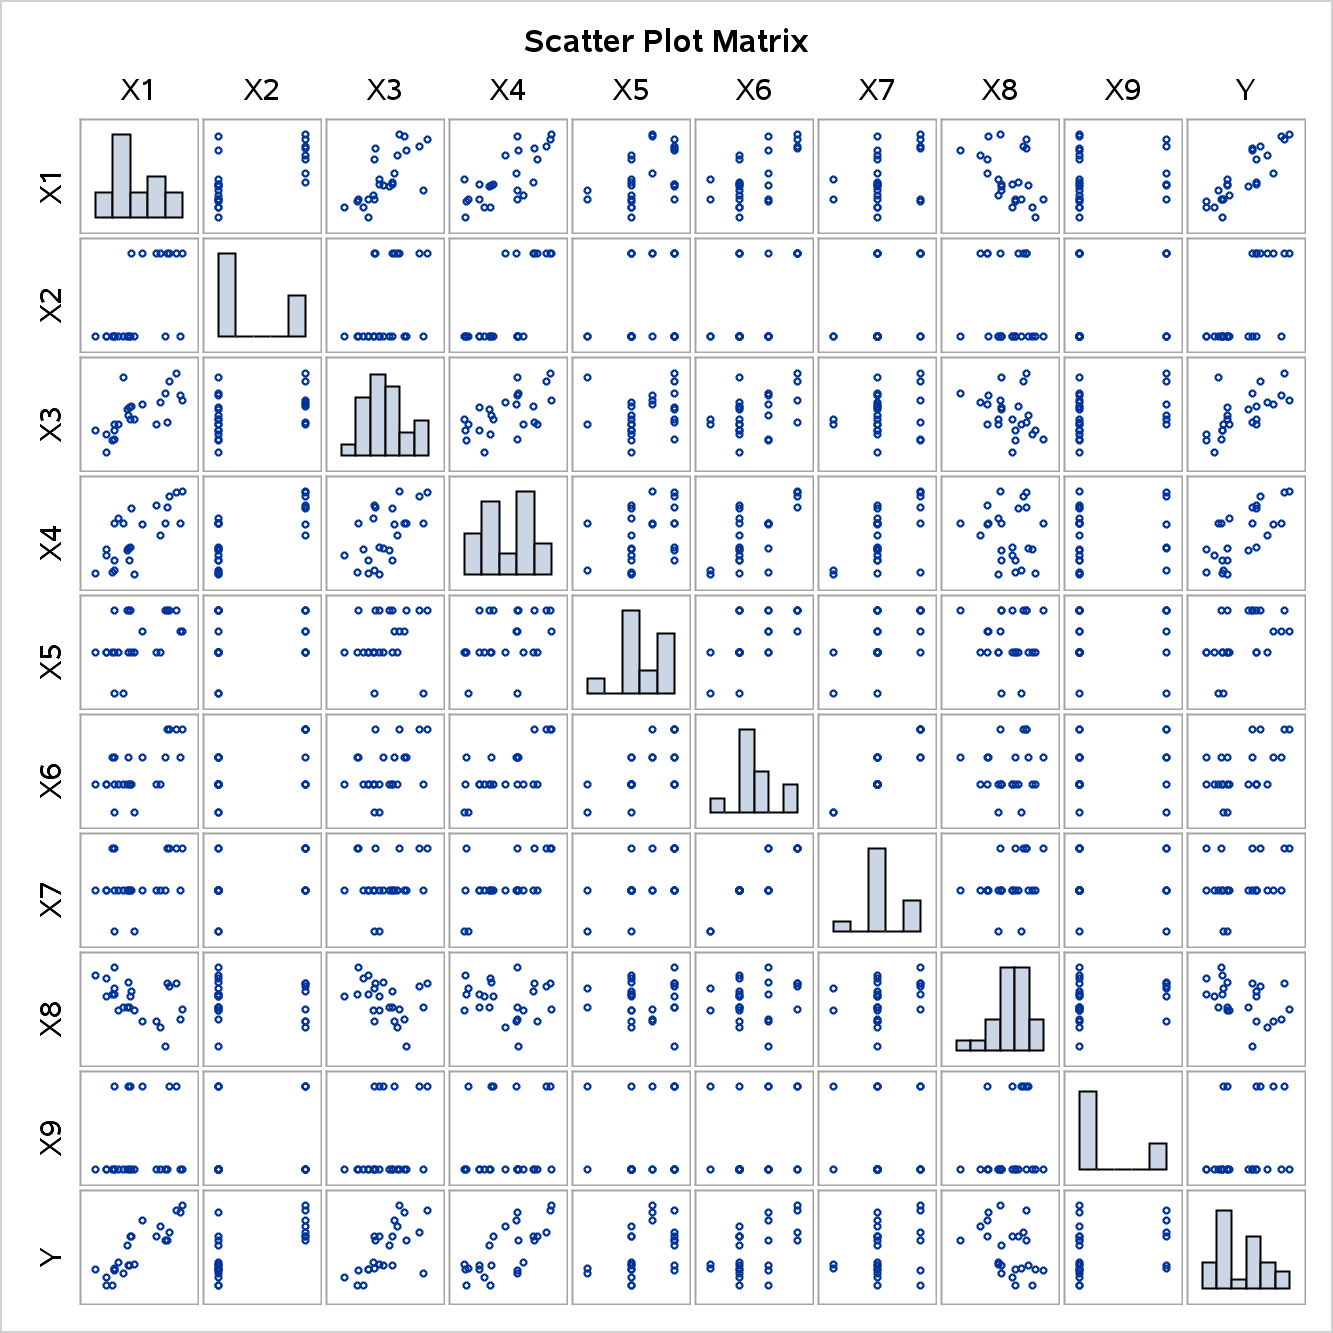 Scatter Plot Matrix
X1 X2 X3 X4 X5 X6 X7 X8 X9 Y
X1
X2
X3
X4
X5
X6
X7
X8
X9
Y